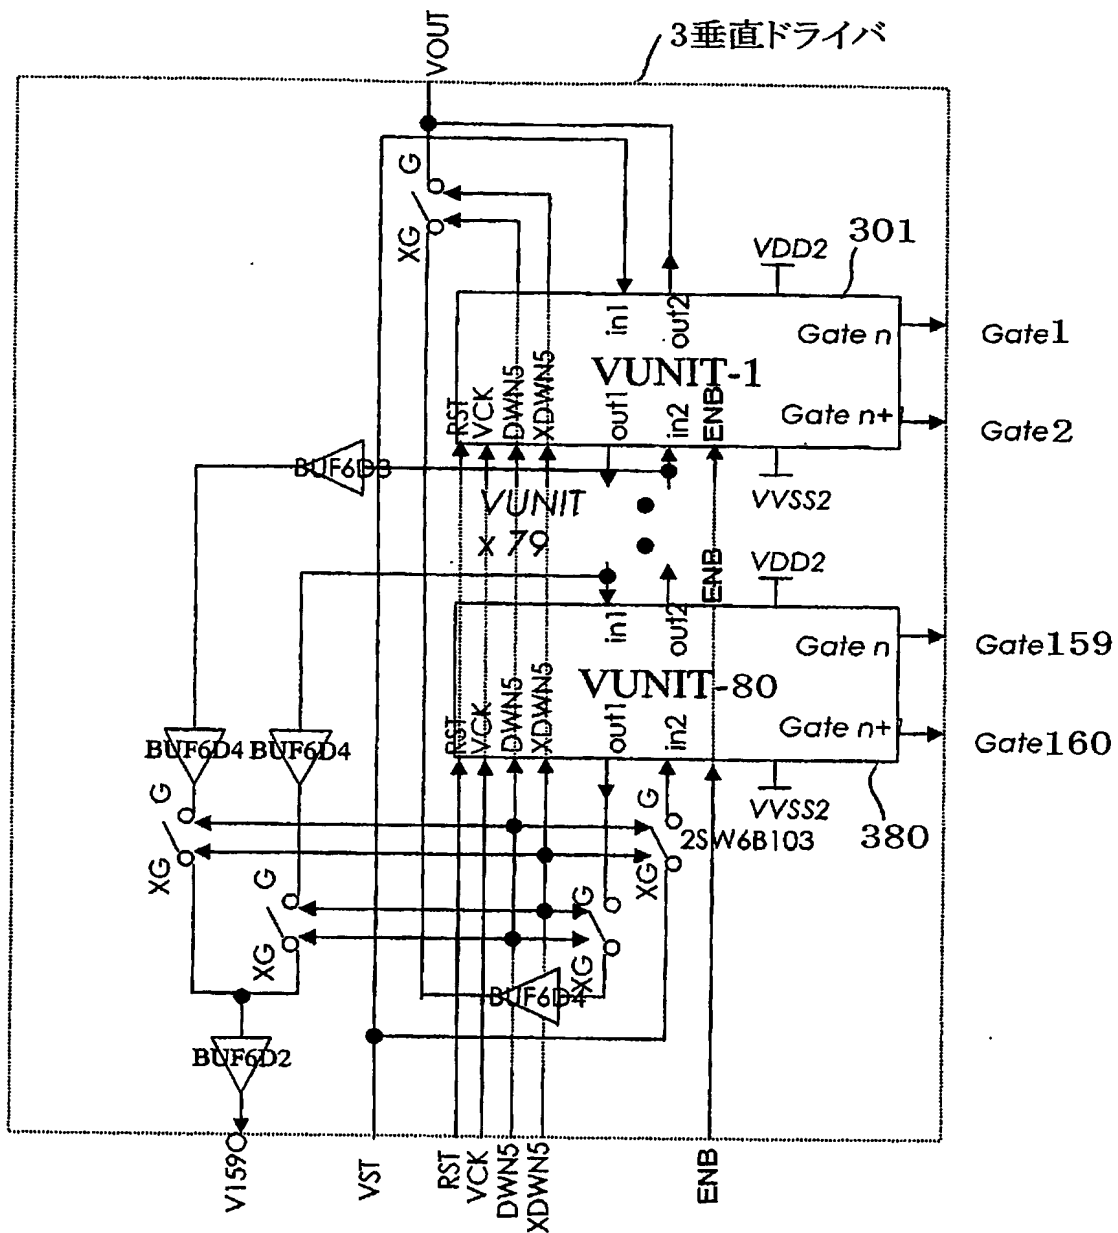 3垂直ドライバ
VOUT
G
XG
301
VDD2
in1
out2
Gate n
Gate1
VUNIT-1
RST
VCK
DWN5
XDWN5
out1
in2
ENB
Gate n+
Gate2
BUF6D3
VUNIT
x 79
VVSS2
VDD2
ENB
in1
out2
Gate n
Gate159
VUNIT-80
RST
VCK
DWN5
XDWN5
out1
in2
Gate n+
Gate160
BUF6D4
BUF6D4
VVSS2
380
G
XG
G
XG
G
XG
G
XG
2SW6B103
BUF6D4
BUF6D2
V159
VST
RST
VCK
DWN5
XDWN5
ENB